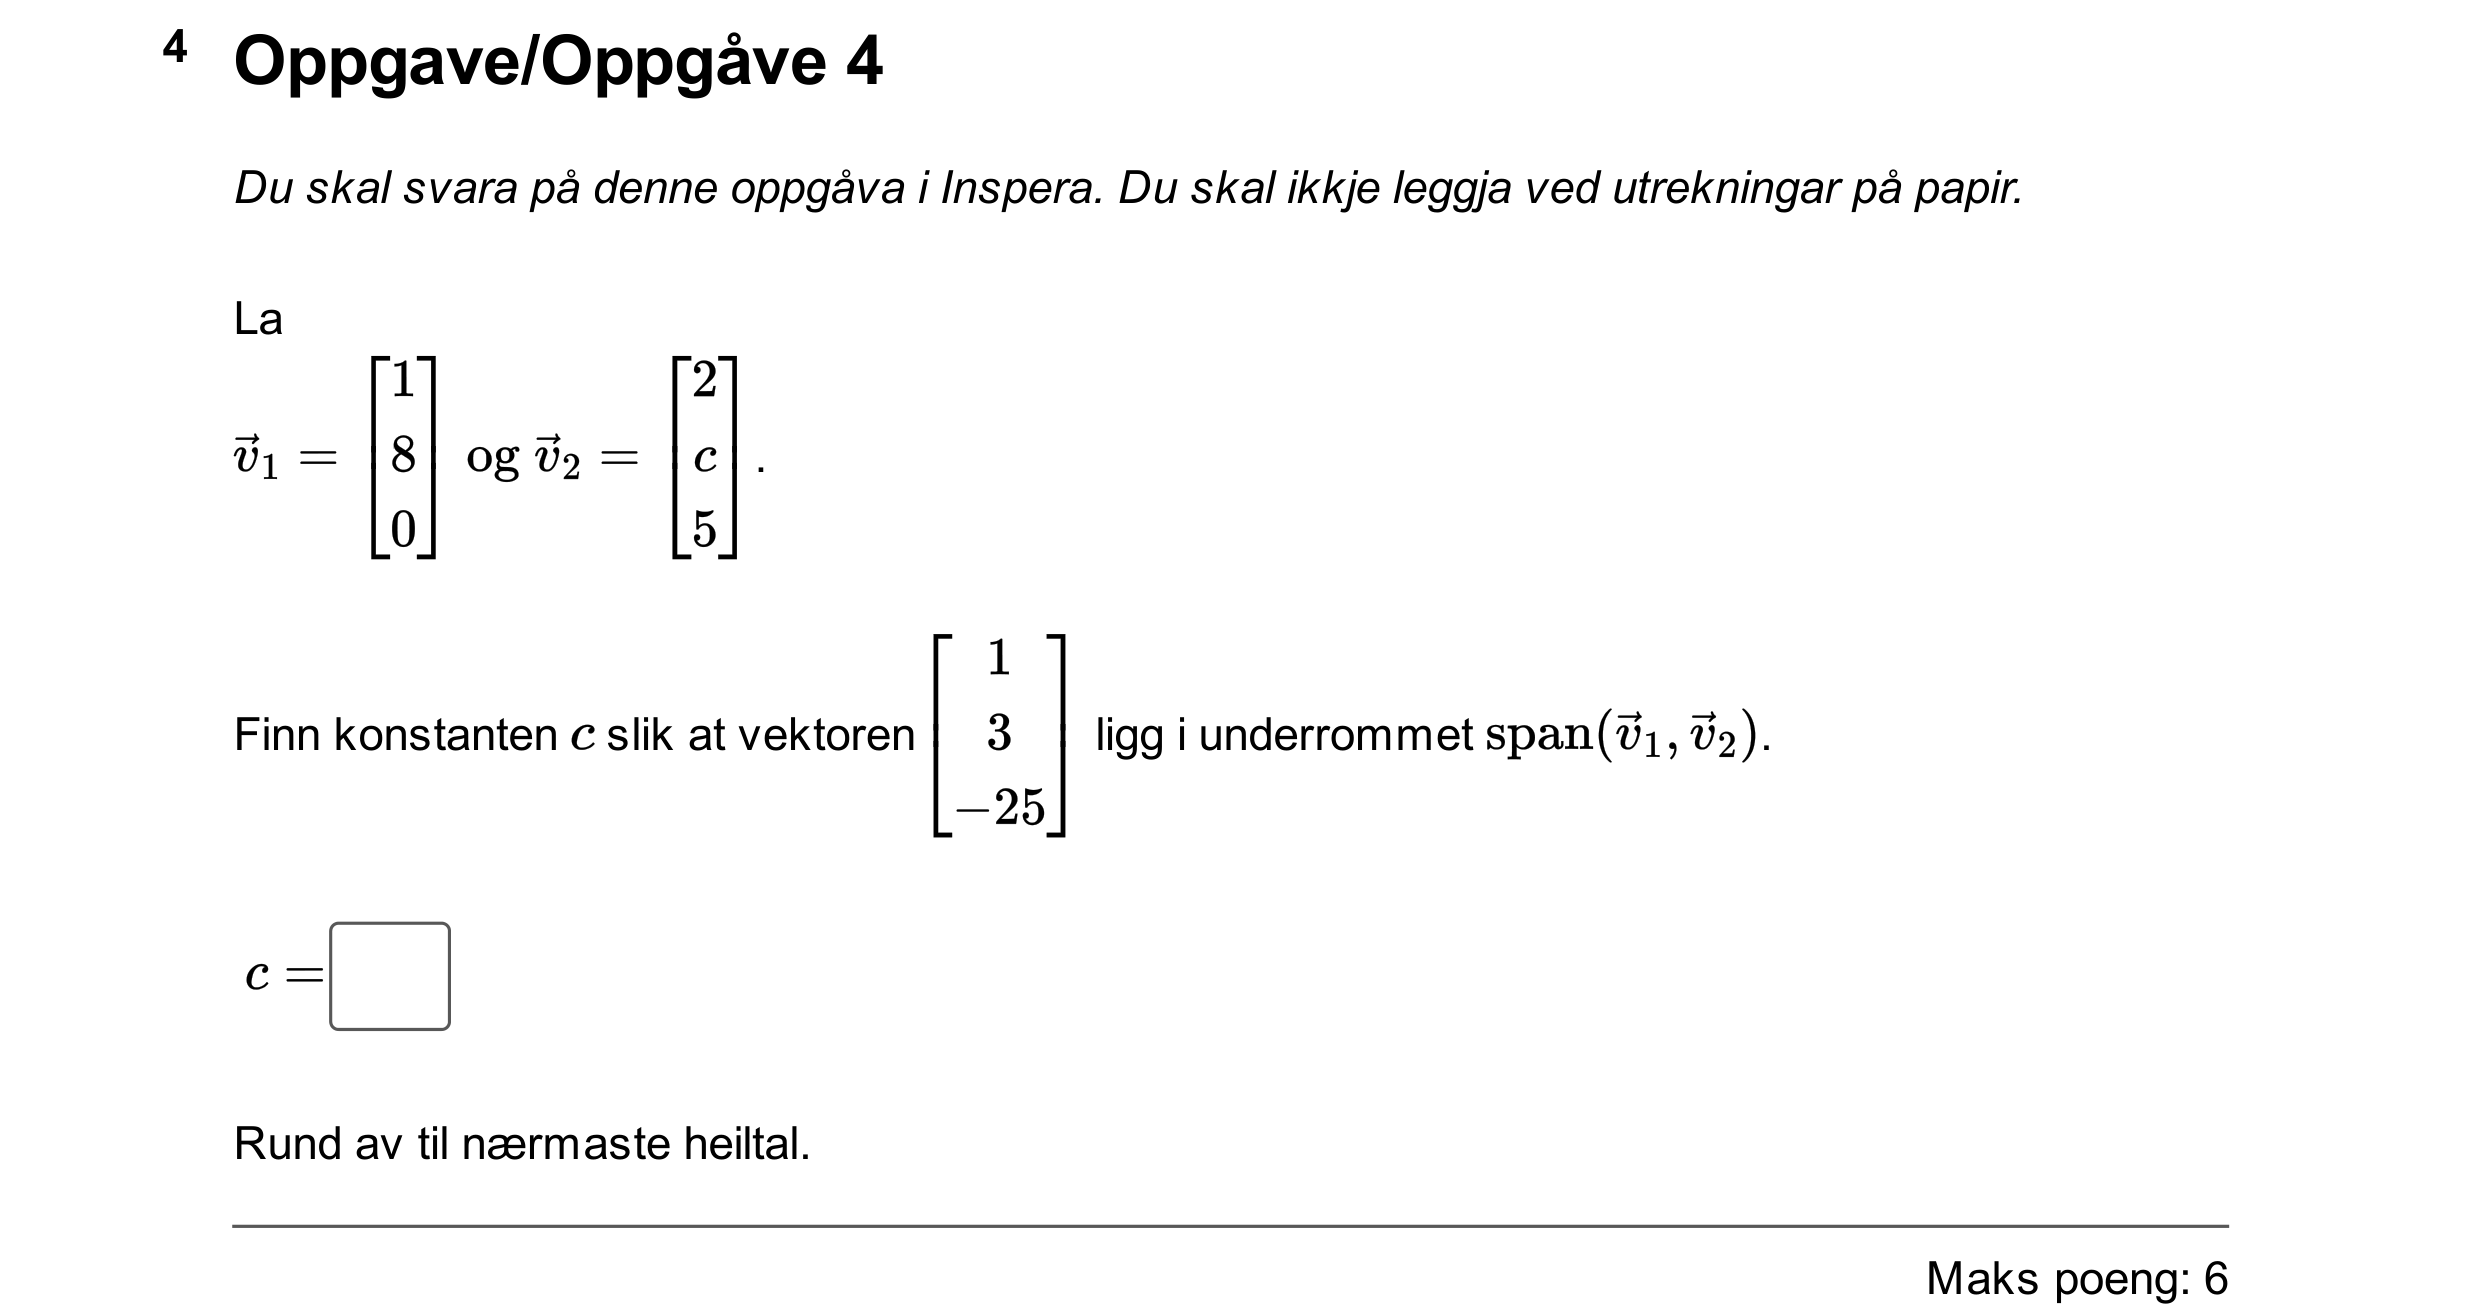 4 Oppgave/Oppgåve 4
Du skal svara på denne oppgåva i Inspera. Du skal ikkje leggja ved utrekningar på papir.
La
$\vec{v}_1 = \begin{bmatrix} 1 \\ 8 \\ 0 \end{bmatrix}$ og $\vec{v}_2 = \begin{bmatrix} 2 \\ c \\ 5 \end{bmatrix}$.
Finn konstanten $c$ slik at vektoren $\begin{bmatrix} 1 \\ 3 \\ -25 \end{bmatrix}$ ligg i underrommet $\text{span}(\vec{v}_1, \vec{v}_2)$.
$c =$
Rund av til nærmaste heiltal.
Maks poeng: 6